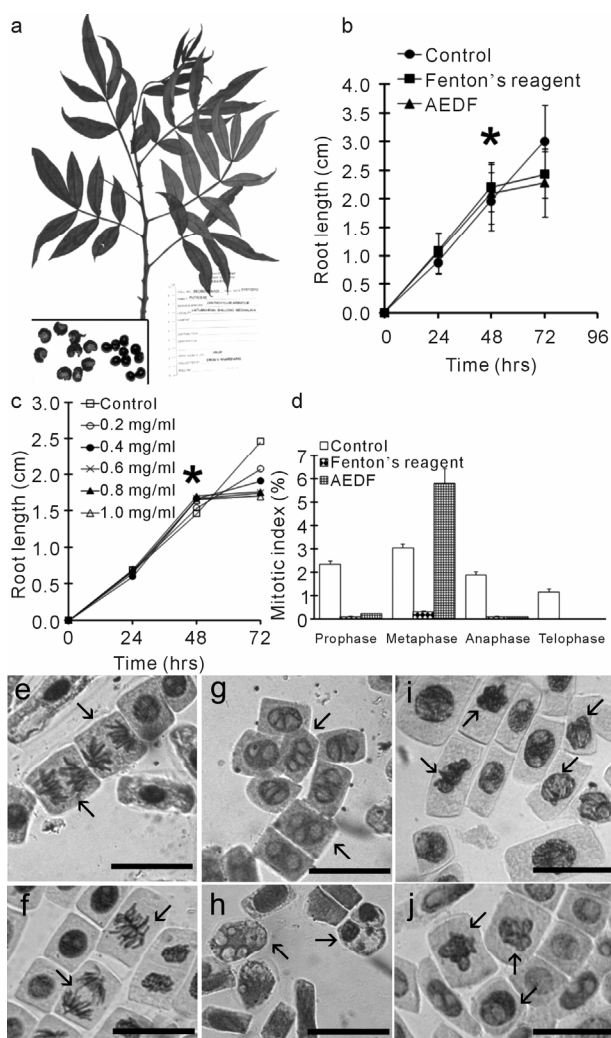 a
b
Control
Fenton's reagent
AEDF
4.0
3.5
3.0
2.5
2.0
1.5
1.0
0.5
0.0
Root length (cm)
*
0 24 48 72 96
Time (hrs)
c
3.0
2.5
2.0
1.5
1.0
0.5
0.0
Root length (cm)
Control
0.2 mg/ml
0.4 mg/ml
0.6 mg/ml
0.8 mg/ml
1.0 mg/ml
*
0 24 48 72
Time (hrs)
d
Control
Fenton's reagent
AEDF
7
6
5
4
3
2
1
0
Mitotic index (%)
Prophase Metaphase Anaphase Telophase
e
g
i
f
h
j